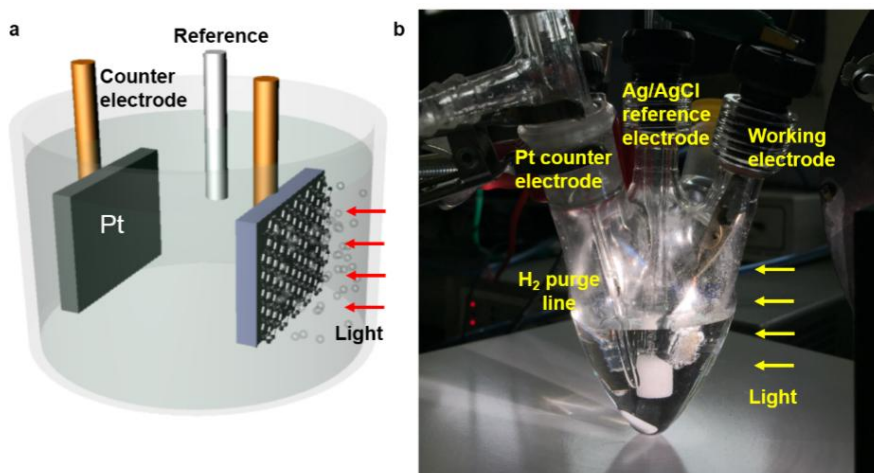 a
Reference
Counter
electrode
Pt
Light
b
Ag/AgCl
reference
electrode
Working
electrode
Pt counter
electrode
H₂ purge
line
Light